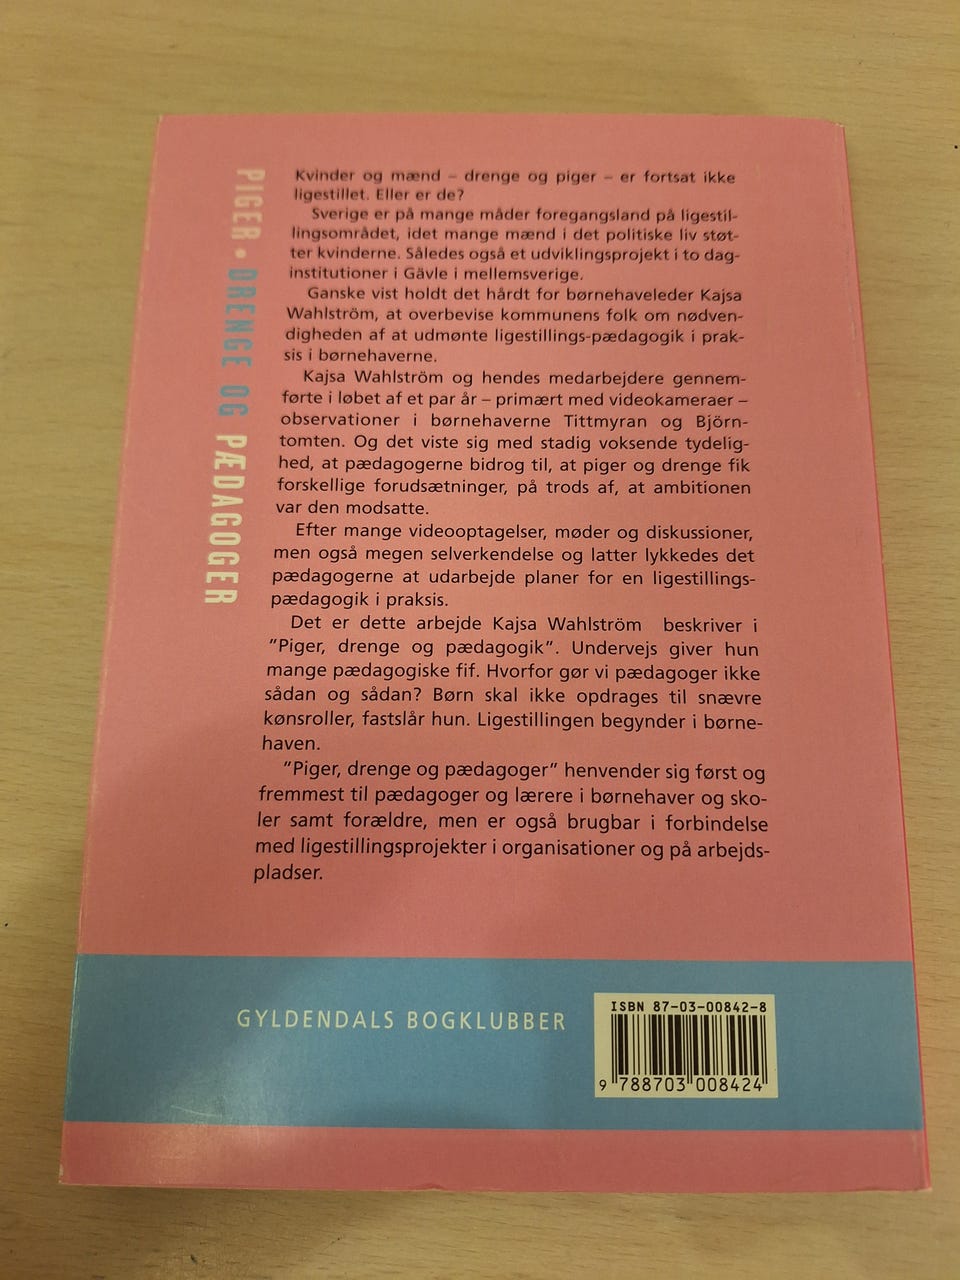 PIGER • DRENGE OG PÆDAGOGER
Kvinder og mænd – drenge og piger – er fortsat ikke
ligestillet. Eller er de?
Sverige er på mange måder foregangsland på ligestil-
lingsområdet, idet mange mænd i det politiske liv støt-
ter kvinderne. Således også et udviklingsprojekt i to dag-
institutioner i Gävle i mellemsverige.
Ganske vist holdt det hårdt for børnehaveleder Kajsa
Wahlström, at overbevise kommunens folk om nødven-
digheden af at udmønte ligestillings-pædagogik i prak-
sis i børnehaverne.
Kajsa Wahlström og hendes medarbejdere gennem-
førte i løbet af et par år – primært med videokameraer –
observationer i børnehaverne Tittmyran og Björn-
tomten. Og det viste sig med stadig voksende tydelig-
hed, at pædagogerne bidrog til, at piger og drenge fik
forskellige forudsætninger, på trods af, at ambitionen
var den modsatte.
Efter mange videooptagelser, møder og diskussioner,
men også megen selverkendelse og latter lykkedes det
pædagogerne at udarbejde planer for en ligestillings-
pædagogik i praksis.
Det er dette arbejde Kajsa Wahlström beskriver i
”Piger, drenge og pædagogik”. Undervejs giver hun
mange pædagogiske fif. Hvorfor gør vi pædagoger ikke
sådan og sådan? Børn skal ikke opdrages til snævre
kønsroller, fastslår hun. Ligestillingen begynder i børne-
haven.
”Piger, drenge og pædagoger” henvender sig først og
fremmest til pædagoger og lærere i børnehaver og sko-
ler samt forældre, men er også brugbar i forbindelse
med ligestillingsprojekter i organisationer og på arbejds-
pladser.
GYLDENDALS BOGKLUBBER
ISBN 87-03-00842-8
9 788703 008424